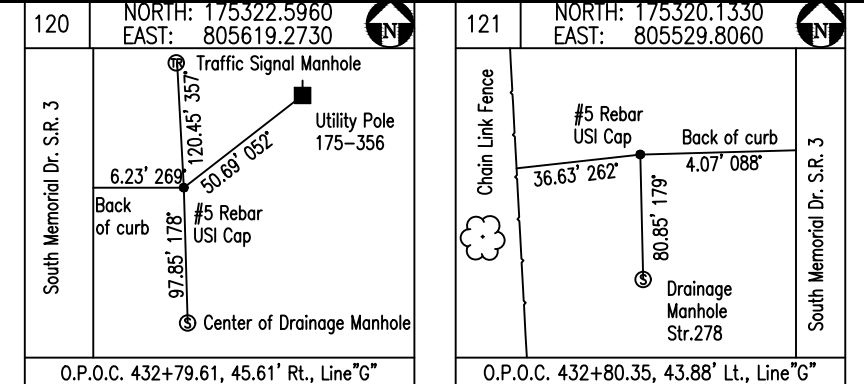 120
NORTH: 175322.5960
EAST: 805619.2730
N
TR
Traffic Signal Manhole
South Memorial Dr. S.R. 3
120.45' 357°
50.69' 052°
Utility Pole
175-356
6.23' 269°
Back
of curb
#5 Rebar
USI Cap
97.85' 178°
S
Center of Drainage Manhole
O.P.O.C. 432+79.61, 45.61' Rt., Line"G"
121
NORTH: 175320.1330
EAST: 805529.8060
N
Chain Link Fence
#5 Rebar
USI Cap
Back of curb
36.63' 262°
4.07' 088°
80.85' 179°
South Memorial Dr. S.R. 3
S
Drainage
Manhole
Str.278
O.P.O.C. 432+80.35, 43.88' Lt., Line"G"